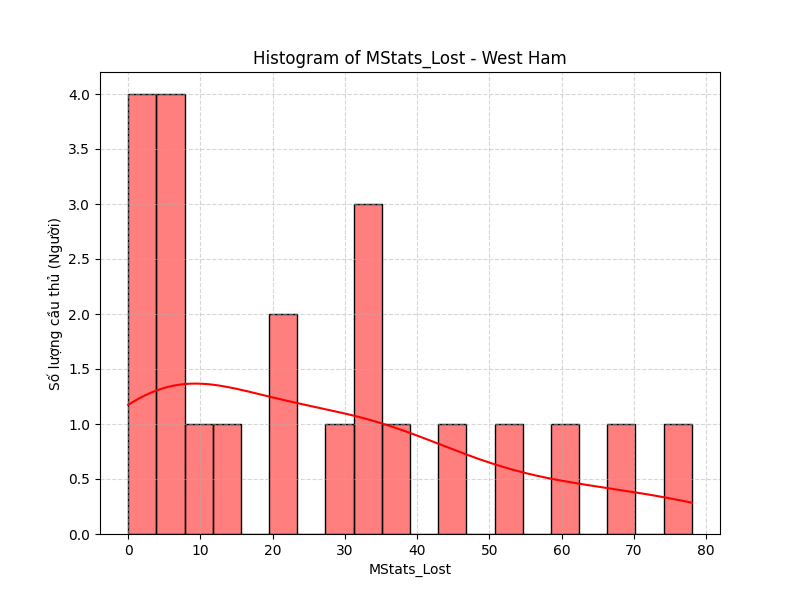 Histogram of MStats_Lost - West Ham
Số lượng cầu thủ (Người)
4.0
3.5
3.0
2.5
2.0
1.5
1.0
0.5
0.0
0 10 20 30 40 50 60 70 80
MStats_Lost